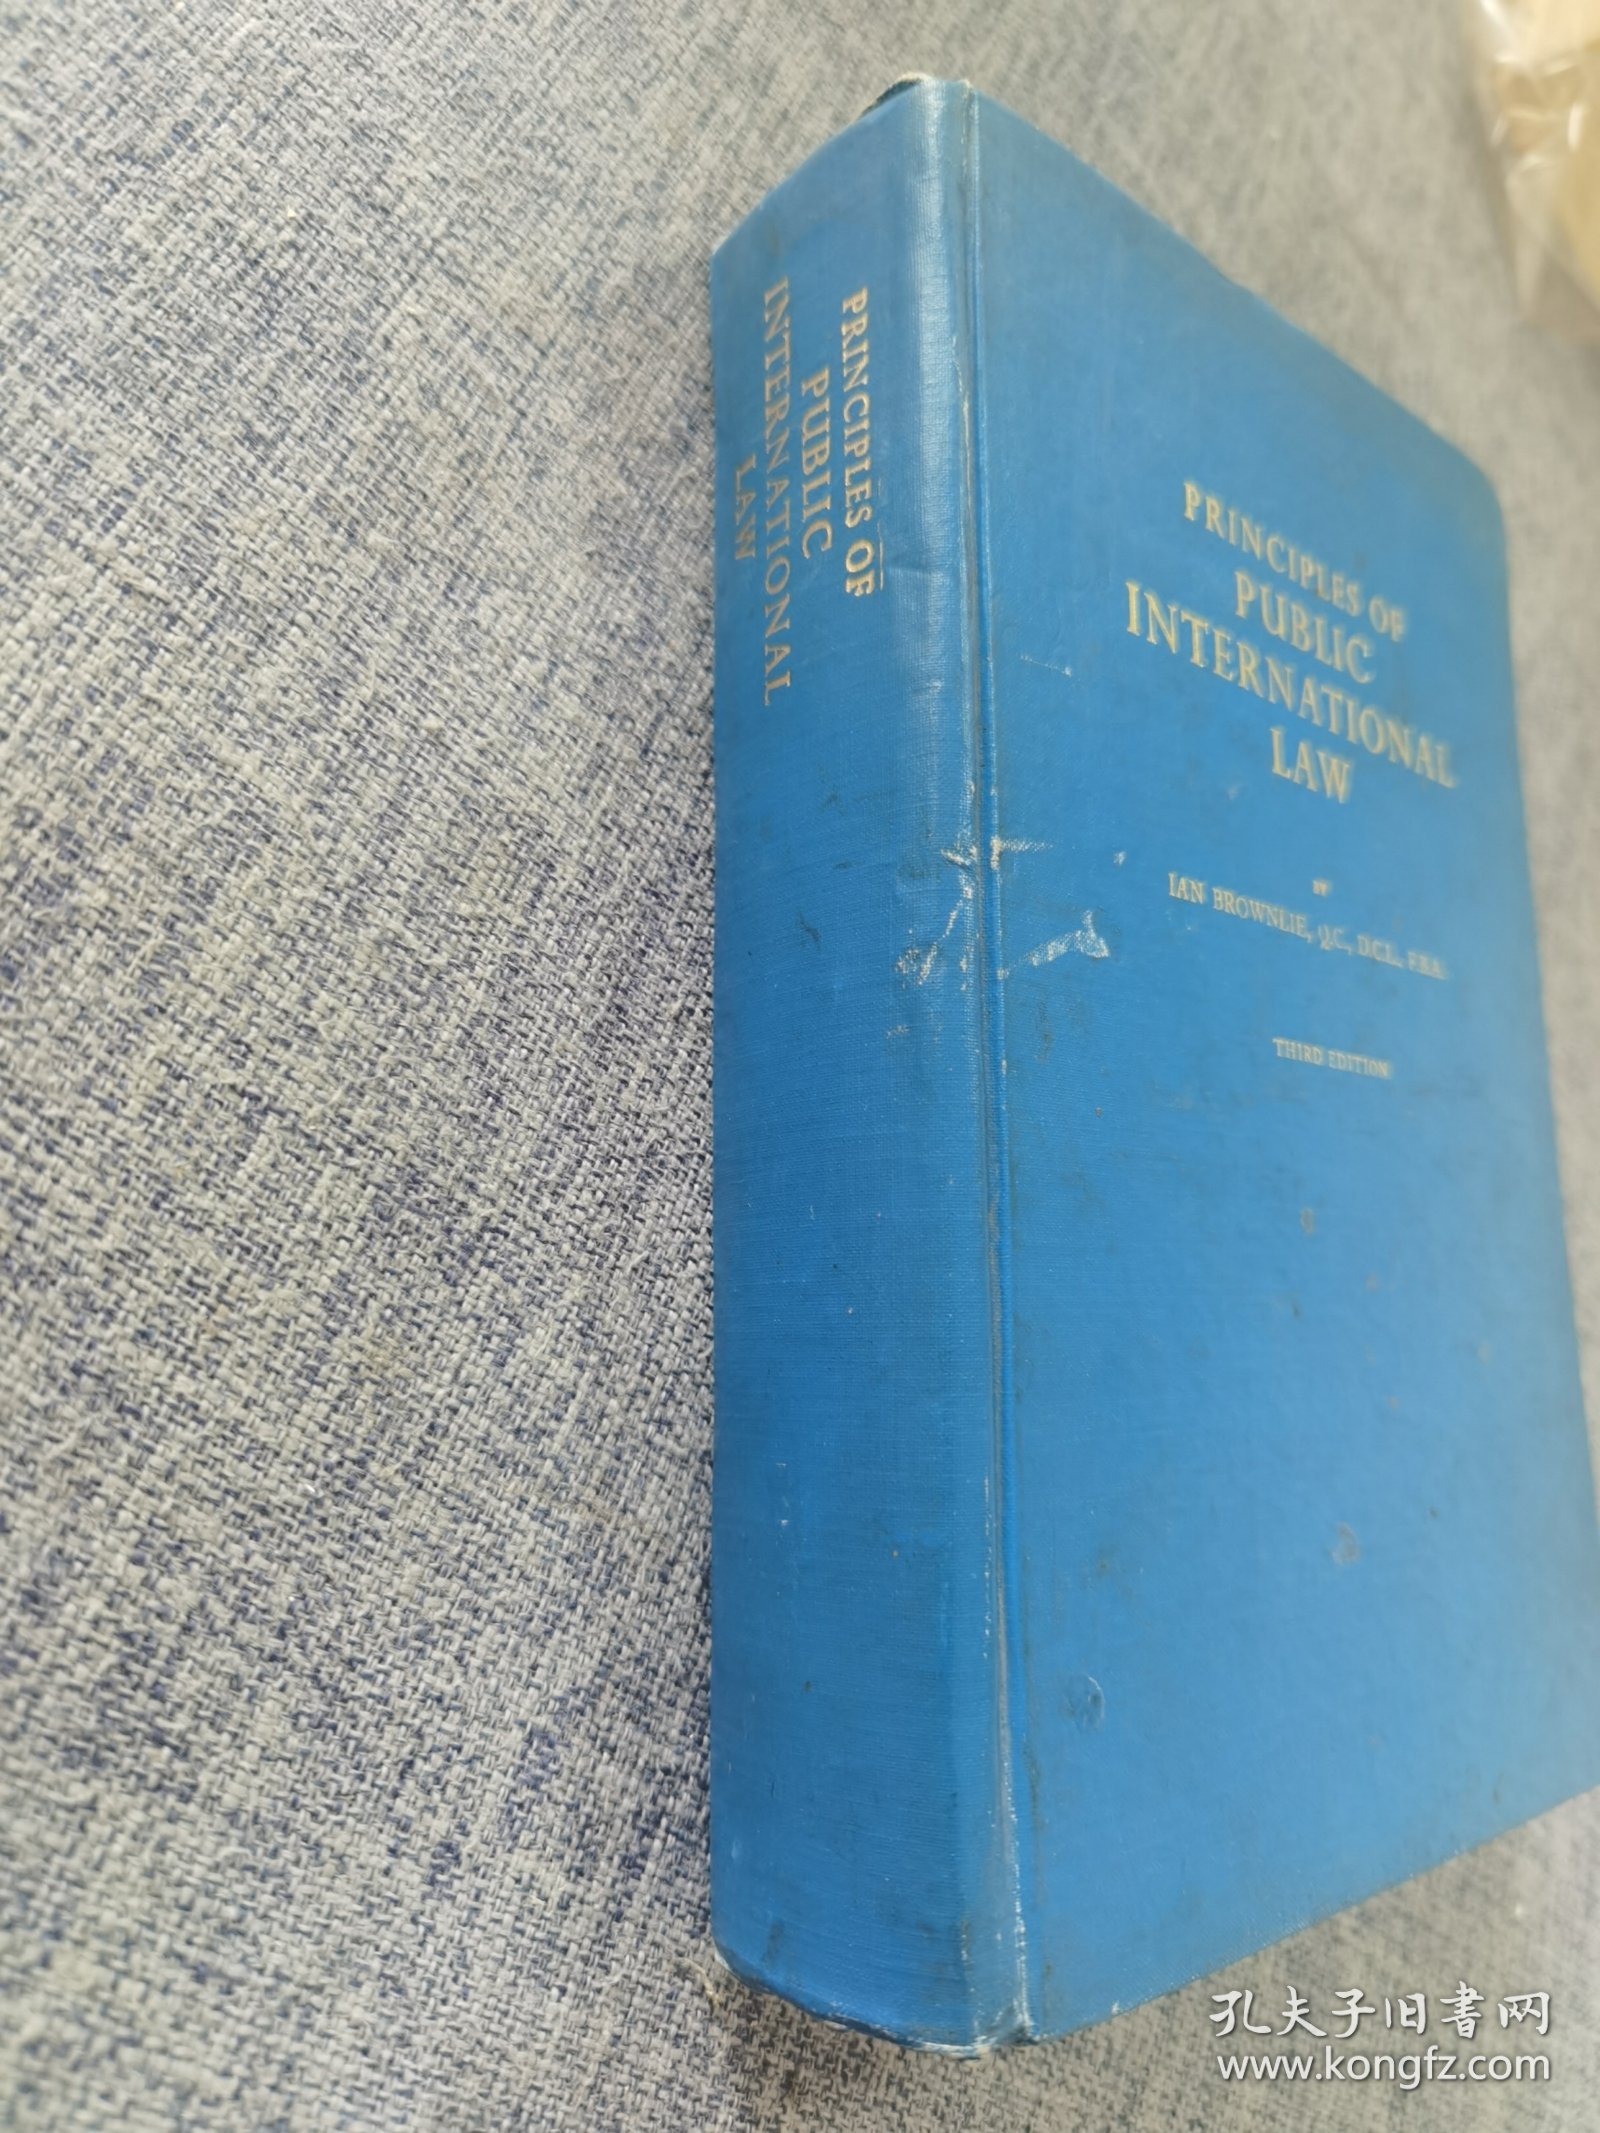 PRINCIPLES OF
PUBLIC
INTERNATIONAL
LAW
PRINCIPLES OF
PUBLIC
INTERNATIONAL
LAW
BY
IAN BROWNLIE, Q.C., D.C.L., F.B.A.
THIRD EDITION
孔夫子旧書网
www.kongfz.com